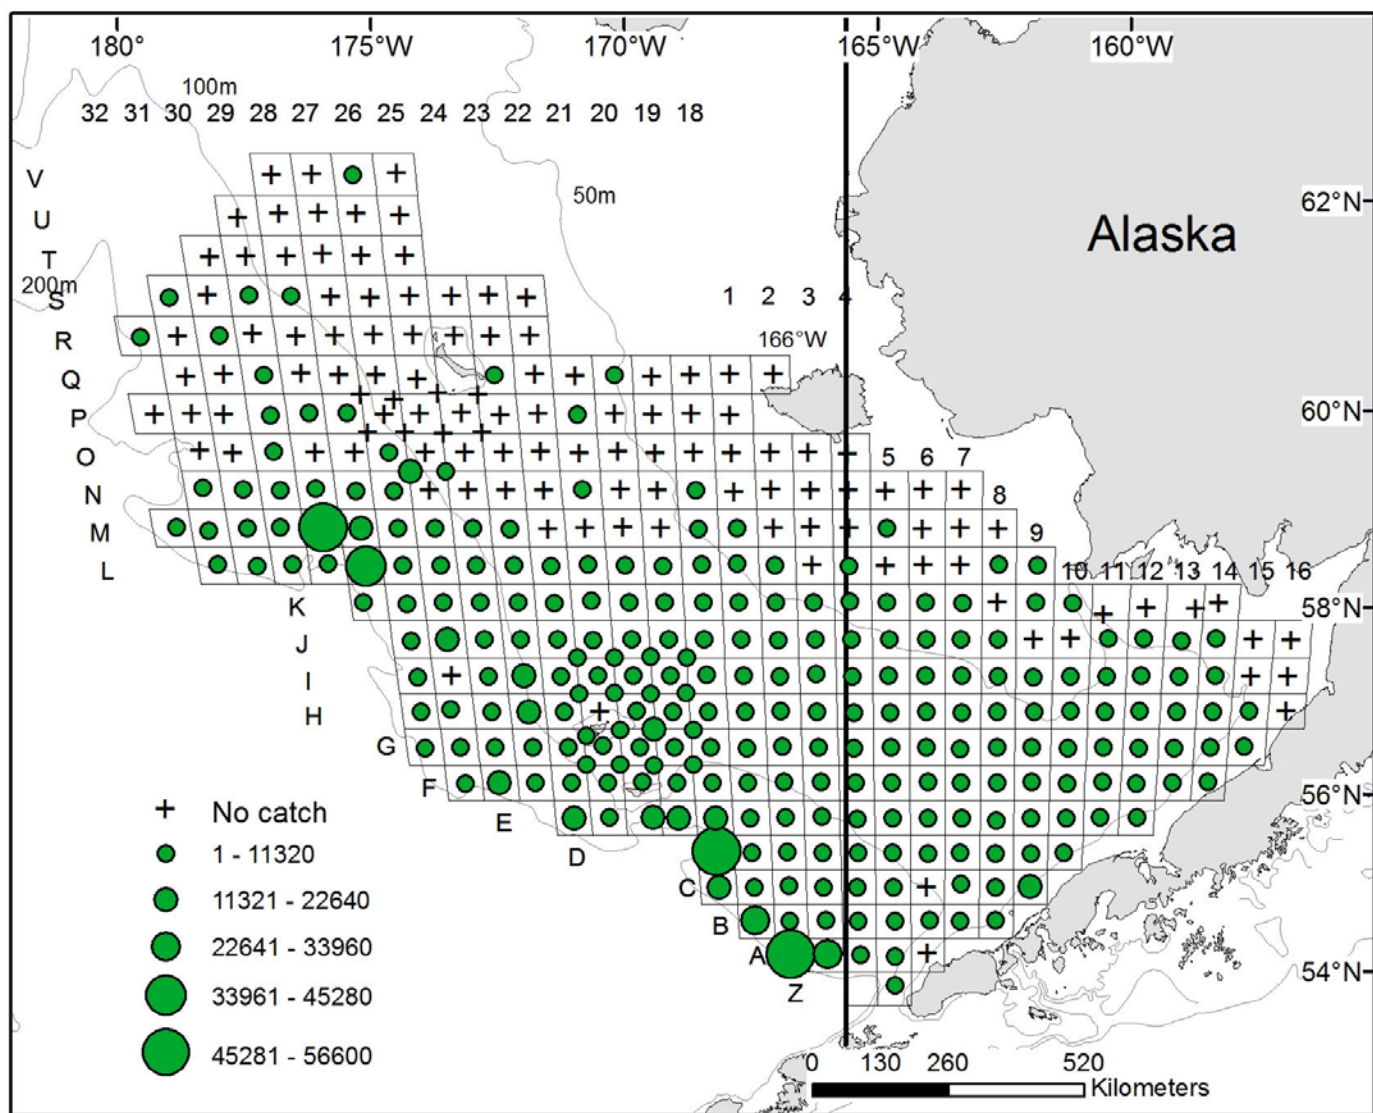 180° 175°W 170°W 165°W 160°W
100m
32 31 30 29 28 27 26 25 24 23 22 21 20 19 18
50m
V
62°N
U
Alaska
T
200m
S
1 2 3 4
R
166°W
Q
P
60°N
O
5 6 7
N
8
M
9
L
10 11 12 13 14 15 16
K
58°N
J
I
H
G
F
56°N
E
D
C
B
A
54°N
Z
No catch
1 - 11320
11321 - 22640
22641 - 33960
33961 - 45280
45281 - 56600
0 130 260 520
Kilometers